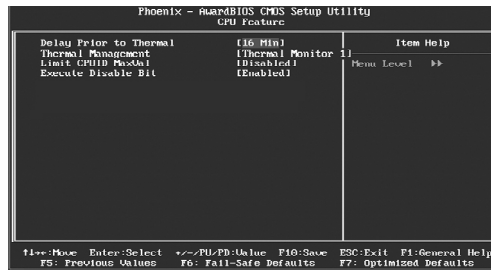 Phoenix - AwardBIOS CMOS Setup Utility
CPU Feature
Delay Prior to Thermal [16 Min]
Thermal Management [Thermal Monitor 1]
Limit CPUID MaxVal [Disabled]
Execute Disable Bit [Enabled]
Item Help
Menu Level ▸▸
↑↓→←:Move Enter:Select +/-/PU/PD:Value F10:Save ESC:Exit F1:General Help
F5: Previous Values F6: Fail-Safe Defaults F7: Optimized Defaults